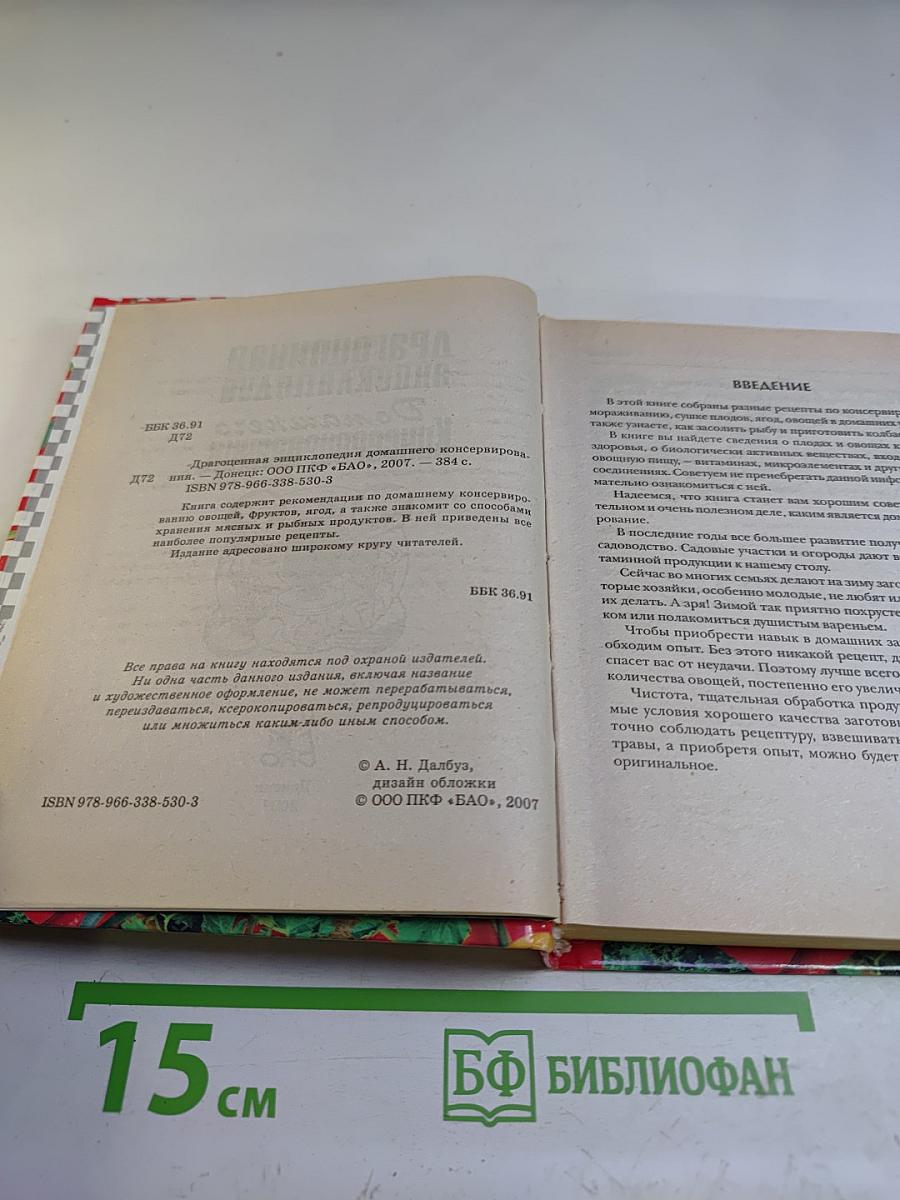 ББК 36.91
Д72
Драгоценная энциклопедия домашнего консервирова-
Д72 ния. — Донецк: ООО ПКФ «БАО», 2007. — 384 с.
ISBN 978-966-338-530-3
Книга содержит рекомендации по домашнему консервиро-
ванию овощей, фруктов, ягод, а также знакомит со способами
хранения мясных и рыбных продуктов. В ней приведены все
наиболее популярные рецепты.
Издание адресовано широкому кругу читателей.
ББК 36.91
Все права на книгу находятся под охраной издателей.
Ни одна часть данного издания, включая название
и художественное оформление, не может перерабатываться,
переиздаваться, ксерокопироваться, репродуцироваться
или множиться каким-либо иным способом.
© А. Н. Далбуз,
дизайн обложки
ISBN 978-966-338-530-3
© ООО ПКФ «БАО», 2007
ВВЕДЕНИЕ
В этой книге собраны разные рецепты по консервир
мораживанию, сушке плодов, ягод, овощей в домашних
также узнаете, как засолить рыбу и приготовить колба
В книге вы найдете сведения о плодах и овощах
здоровья, о биологически активных веществах, вход
овощную пищу, — витаминах, микроэлементах и друг
соединениях. Советуем не пренебрегать данной инфо
мательно ознакомиться с ней.
Надеемся, что книга станет вам хорошим сове
тельном и очень полезном деле, каким является до
рование.
В последние годы все большее развитие полу
садоводство. Садовые участки и огороды дают в
таминной продукции к нашему столу.
Сейчас во многих семьях делают на зиму заго
торые хозяйки, особенно молодые, не любят ил
их делать. А зря! Зимой так приятно похрусте
ком или полакомиться душистым вареньем.
Чтобы приобрести навык в домашних за
обходим опыт. Без этого никакой рецепт, д
спасет вас от неудачи. Поэтому лучше всего
количества овощей, постепенно его увелич
Чистота, тщательная обработка проду
мые условия хорошего качества заготов
точно соблюдать рецептуру, взвешивать
травы, а приобретя опыт, можно будет
оригинальное.
15 см
БФ БИБЛИОФАН